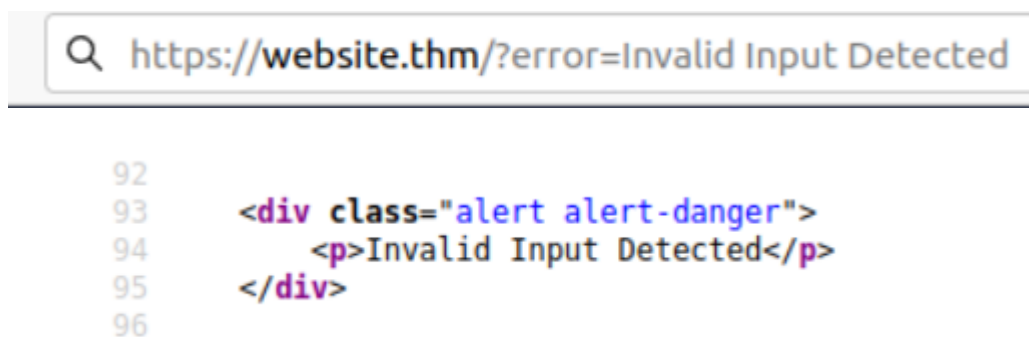 https://website.thm/?error=Invalid Input Detected
92
93 <div class="alert alert-danger">
94 <p>Invalid Input Detected</p>
95 </div>
96